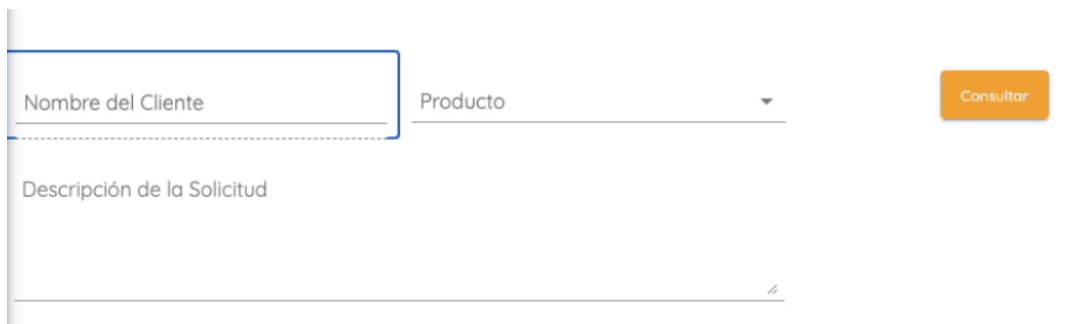 Nombre del Cliente
Producto
Consultar
Descripción de la Solicitud